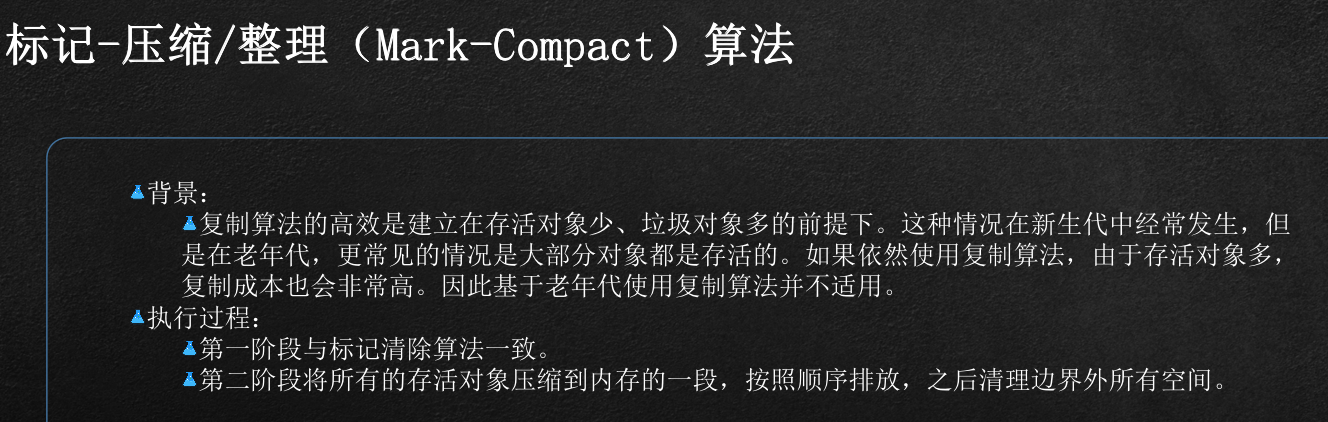 标记-压缩/整理（Mark-Compact）算法
背景：
复制算法的高效是建立在存活对象少、垃圾对象多的前提下。这种情况在新生代中经常发生，但
是在老年代，更常见的情况是大部分对象都是存活的。如果依然使用复制算法，由于存活对象多，
复制成本也会非常高。因此基于老年代使用复制算法并不适用。
执行过程：
第一阶段与标记清除算法一致。
第二阶段将所有的存活对象压缩到内存的一段，按照顺序排放，之后清理边界外所有空间。